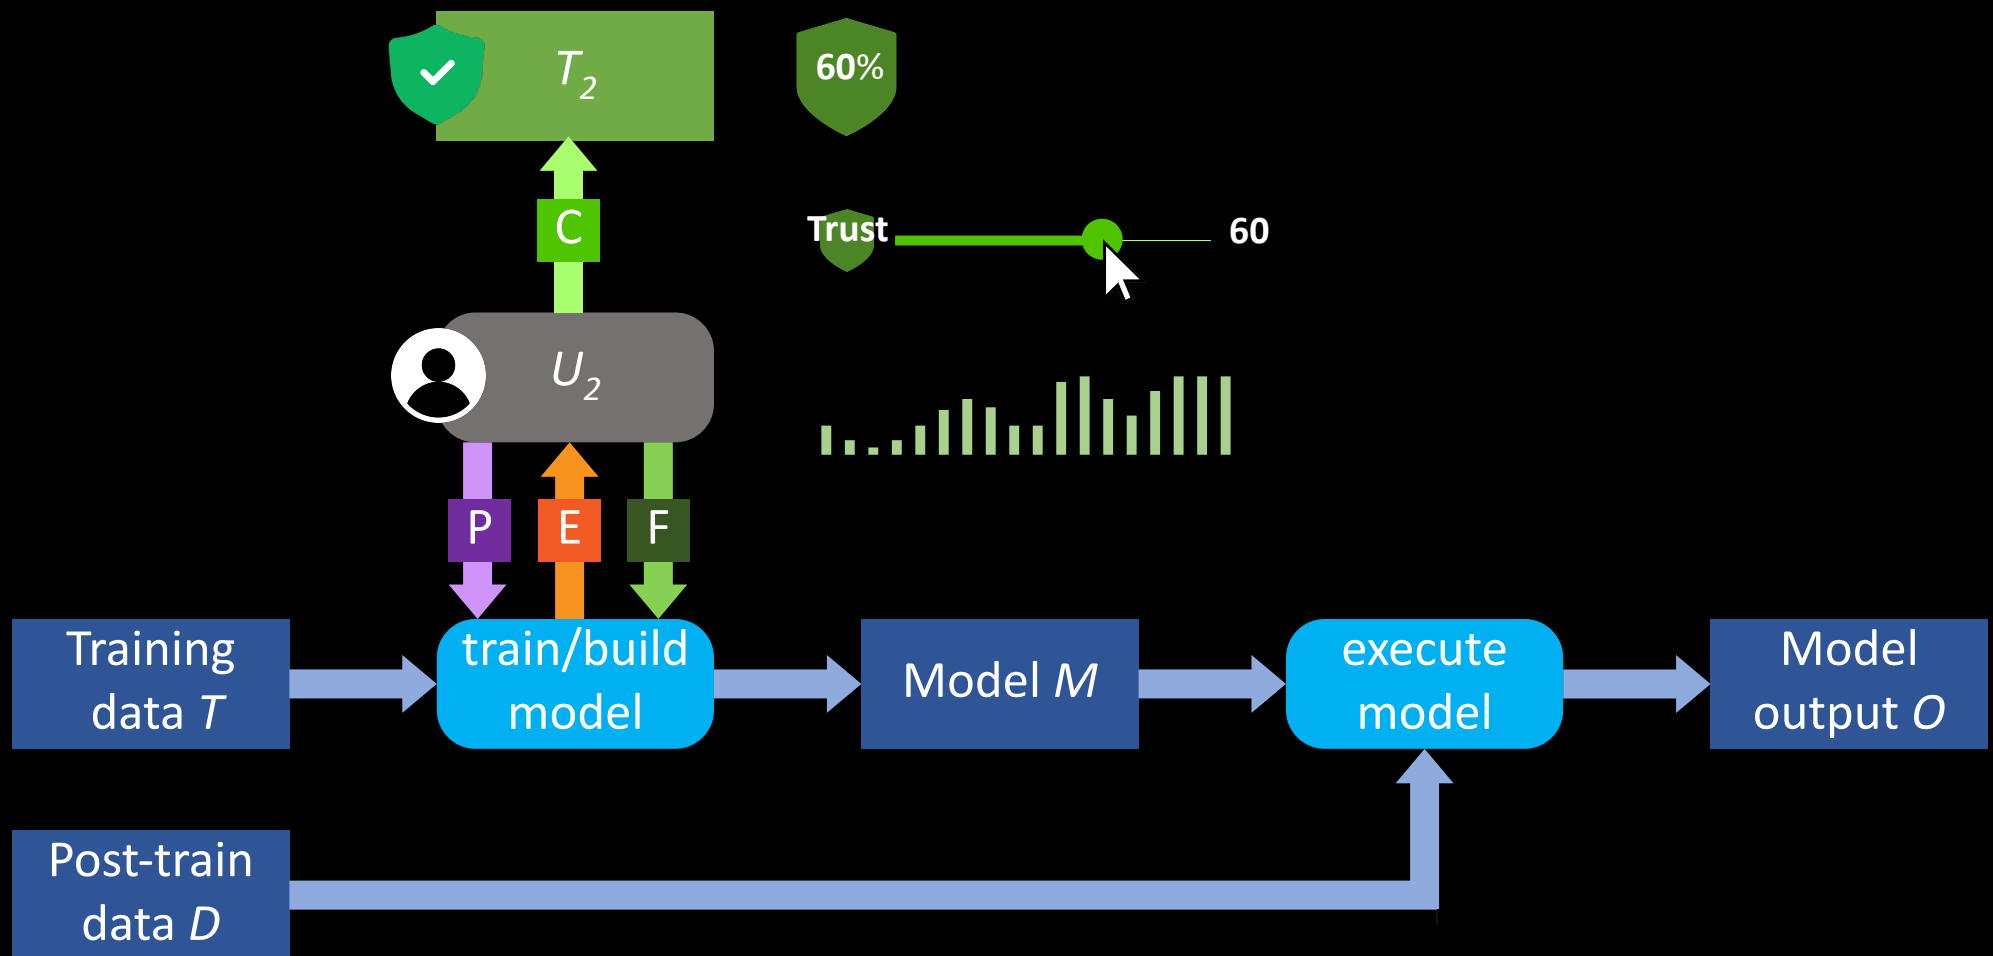 T2
60%
C
Trust
60
U2
P
E
F
Training
data T
train/build
model
Model M
execute
model
Model
output O
Post-train
data D